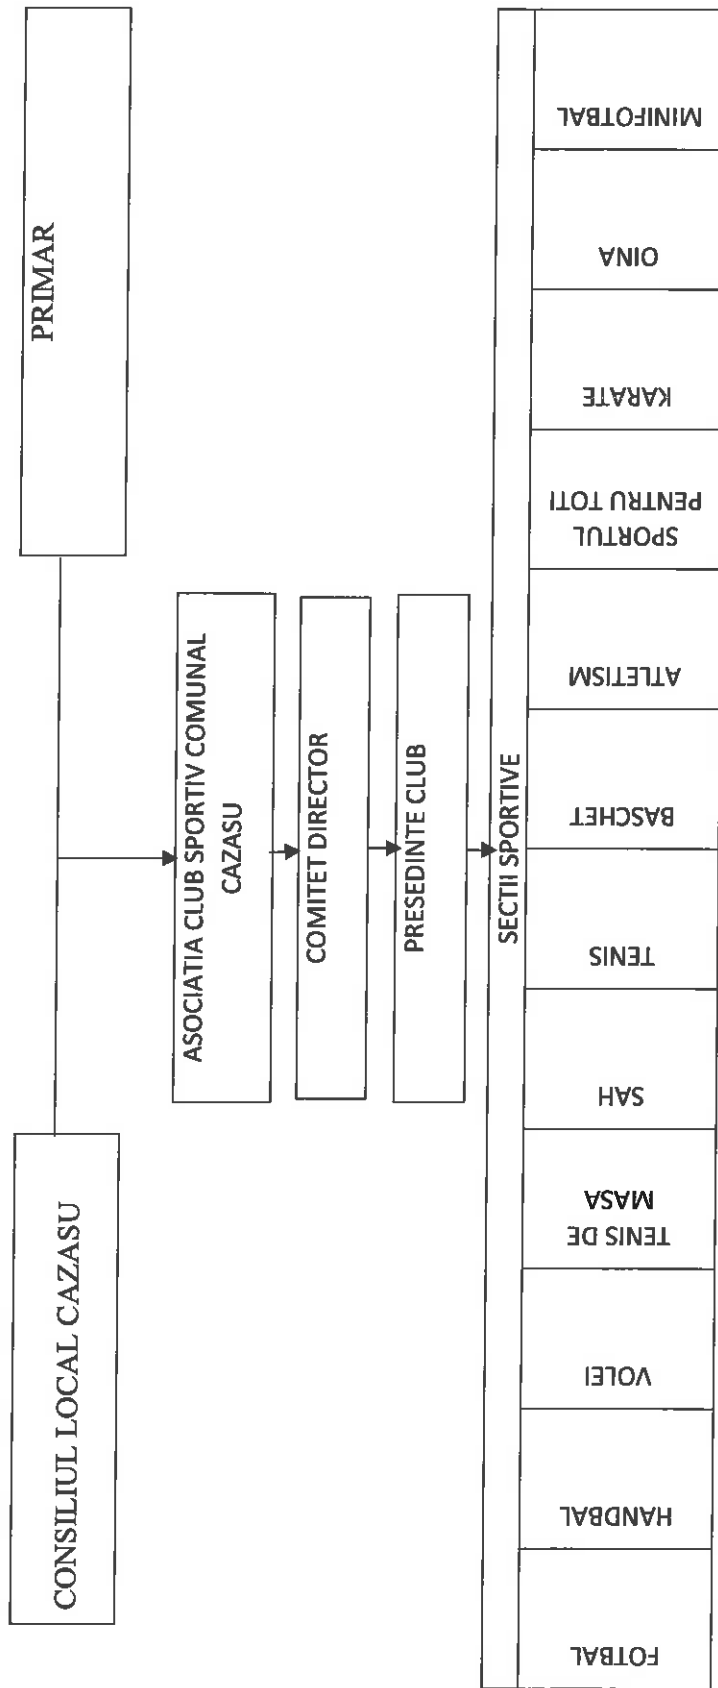 CONSILIUL LOCAL CAZASU
PRIMAR
ASOCIATIA CLUB SPORTIV COMUNAL
CAZASU
COMITET DIRECTOR
PRESEDINTE CLUB
SECTII SPORTIVE
FOTBAL
HANDBAL
VOLEI
TENIS DE
MASA
SAH
TENIS
BASCHET
ATLETISM
SPORTUL
PENTRU TOTI
KARATE
OINA
MINIFOTBAL